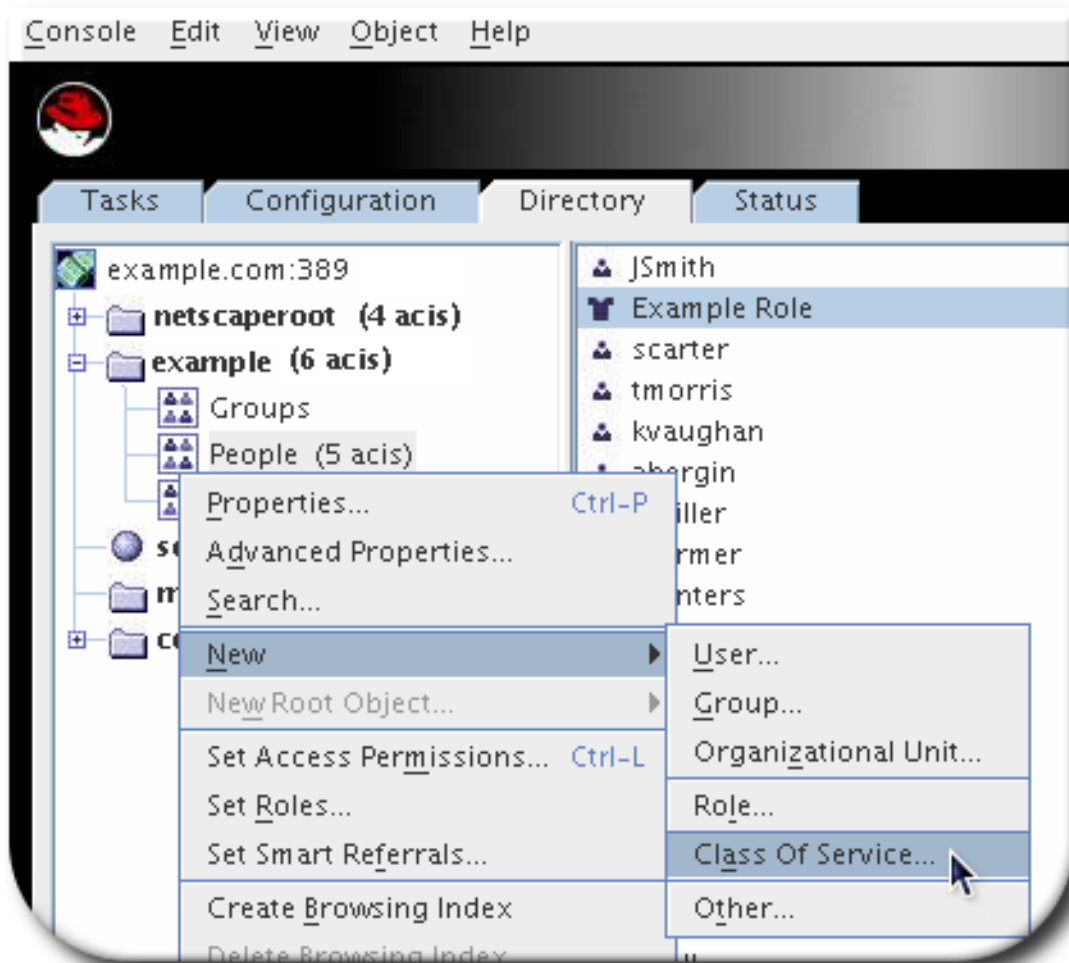 Console Edit View Object Help
Tasks Configuration Directory Status
example.com:389
netscaperoot (4 acis)
example (6 acis)
Groups
People (5 acis)
JSmith
Example Role
scarter
tmorris
kvaughan
Properties... Ctrl-P
Advanced Properties...
Search...
New
New Root Object...
Set Access Permissions... Ctrl-L
Set Roles...
Set Smart Referrals...
Create Browsing Index
Delete Browsing Index
User...
Group...
Organizational Unit...
Role...
Class Of Service...
Other...